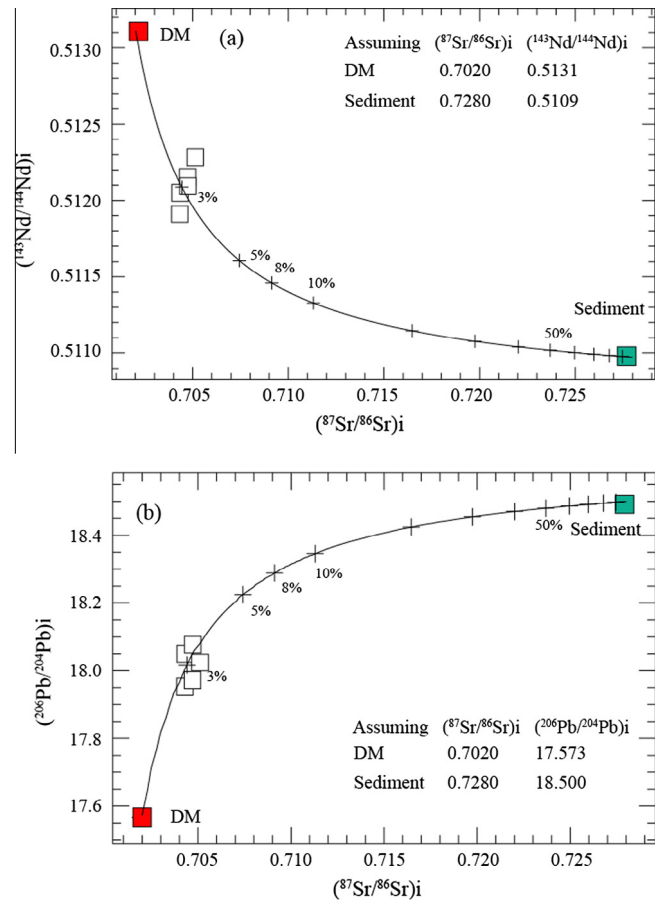 DM
(a)
Assuming (⁸⁷Sr/⁸⁶Sr)i (¹⁴³Nd/¹⁴⁴Nd)i
DM 0.7020 0.5131
Sediment 0.7280 0.5109
0.5130
0.5125
0.5120
0.5115
0.5110
(¹⁴³Nd/¹⁴⁴Nd)i
3%
5%
8%
10%
50%
Sediment
0.705 0.710 0.715 0.720 0.725
(⁸⁷Sr/⁸⁶Sr)i
(b)
18.4
18.2
18.0
17.8
17.6
(²⁰⁶Pb/²⁰⁴Pb)i
50%
Sediment
10%
8%
5%
3%
Assuming (⁸⁷Sr/⁸⁶Sr)i (²⁰⁶Pb/²⁰⁴Pb)i
DM 0.7020 17.573
Sediment 0.7280 18.500
DM
0.705 0.710 0.715 0.720 0.725
(⁸⁷Sr/⁸⁶Sr)i